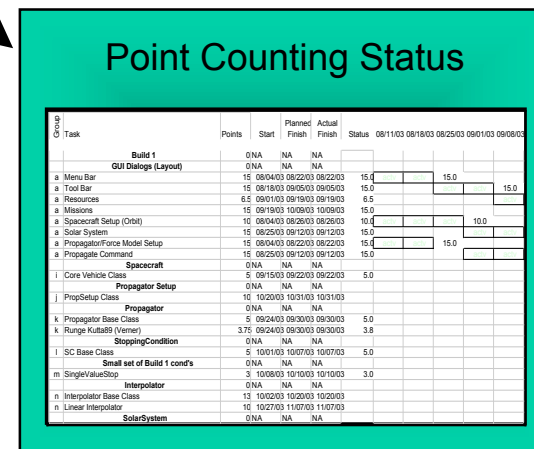 Point Counting Status
Group Task Points Start Planned Finish Actual Finish Status 08/11/03 08/18/03 08/25/03 09/01/03 09/08/03
Build 1 0 NA NA NA
GUI Dialogs (Layout) 0 NA NA NA
a Menu Bar 15 08/04/03 08/22/03 08/22/03 15.0 15.0
a Tool Bar 15 08/18/03 09/05/03 09/05/03 15.0 15.0
a Resources 6.5 09/01/03 09/19/03 09/19/03 6.5
a Missions 15 09/19/03 10/09/03 10/09/03 15.0
a Spacecraft Setup (Orbit) 10 08/04/03 08/26/03 08/26/03 10.0 10.0
a Solar System 15 08/25/03 09/12/03 09/12/03 15.0
a Propagator/Force Model Setup 15 08/04/03 08/22/03 08/22/03 15.0 15.0
a Propagate Command 15 08/25/03 09/12/03 09/12/03 15.0
Spacecraft 0 NA NA NA
i Core Vehicle Class 5 09/15/03 09/22/03 09/22/03 5.0
Propagator Setup 0 NA NA NA
j PropSetup Class 10 10/20/03 10/31/03 10/31/03
Propagator 0 NA NA NA
k Propagator Base Class 5 09/24/03 09/30/03 09/30/03 5.0
k Runge Kutta89 (Verner) 3.75 09/24/03 09/30/03 09/30/03 3.8
StoppingCondition 0 NA NA NA
l SC Base Class 5 10/01/03 10/07/03 10/07/03 5.0
Small set of Build 1 cond's 0 NA NA NA
m SingleValueStop 3 10/08/03 10/10/03 10/10/03 3.0
Interpolator 0 NA NA NA
n Interpolator Base Class 13 10/02/03 10/20/03 10/20/03
n Linear Interpolator 10 10/27/03 11/07/03 11/07/03
SolarSystem 0 NA NA NA